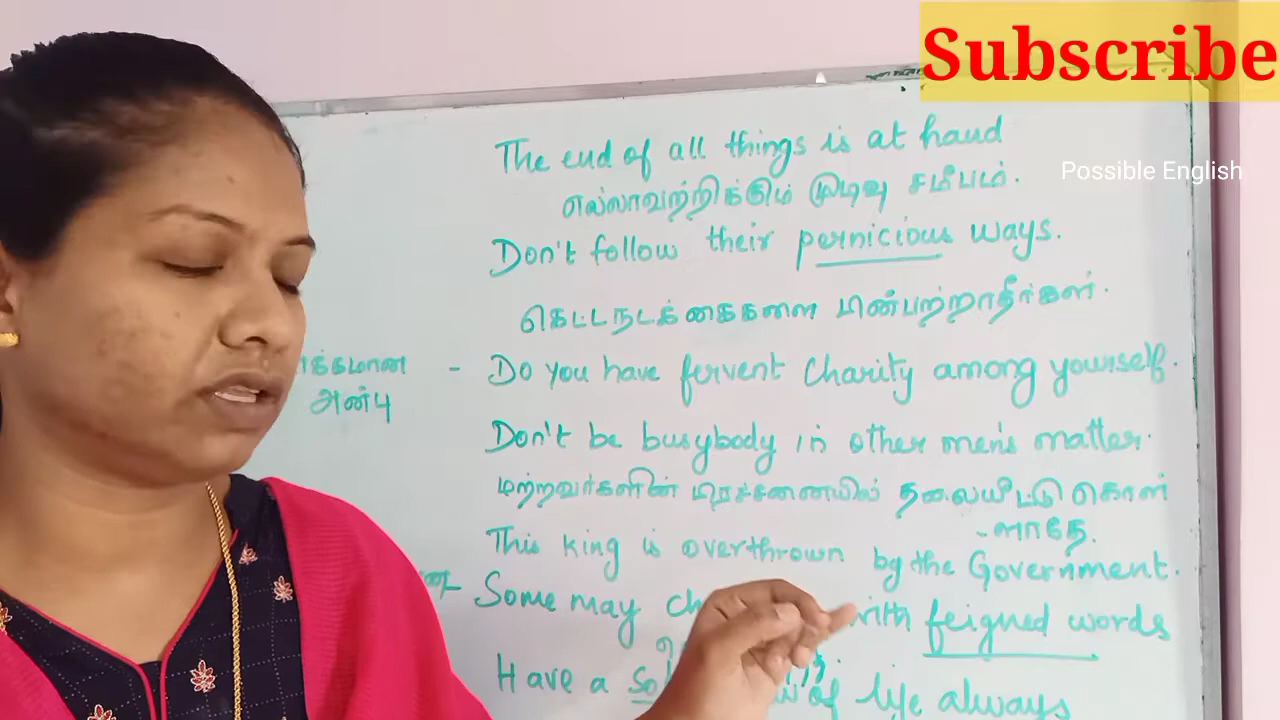 Subscribe
Possible English
The end of all things is at hand
எல்லாவற்றிக்கும் முடிவு சமீபம்.
Don't follow their pernicious ways.
கெட்டநடக்கைகளை பின்பற்றாதீர்கள்.
அன்பு
- Do you have fervent charity among yourself.
Don't be busybody in other men's matter.
மற்றவர்களின் பிரச்சனையில் தலையீட்டு கொள்
-ளாதே.
This king is overthrown by the Government.
Some may with feigned words
Have a of life always